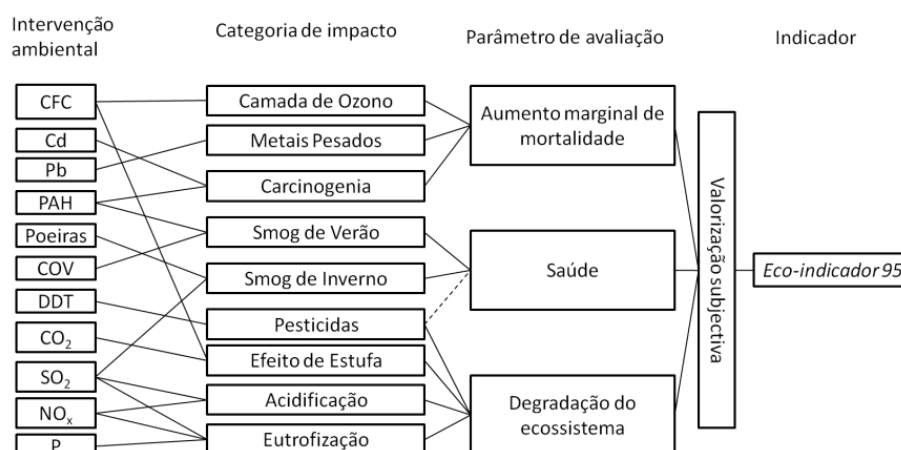 Intervenção
ambiental
Categoria de impacto
Parâmetro de avaliação
Indicador
CFC
Cd
Pb
PAH
Poeiras
COV
DDT
CO₂
SO₂
NOₓ
P
Camada de Ozono
Metais Pesados
Carcinogenia
Smog de Verão
Smog de Inverno
Pesticidas
Efeito de Estufa
Acidificação
Eutrofização
Aumento marginal de
mortalidade
Saúde
Degradação do
ecossistema
Valorização subjectiva
Eco-indicador 95